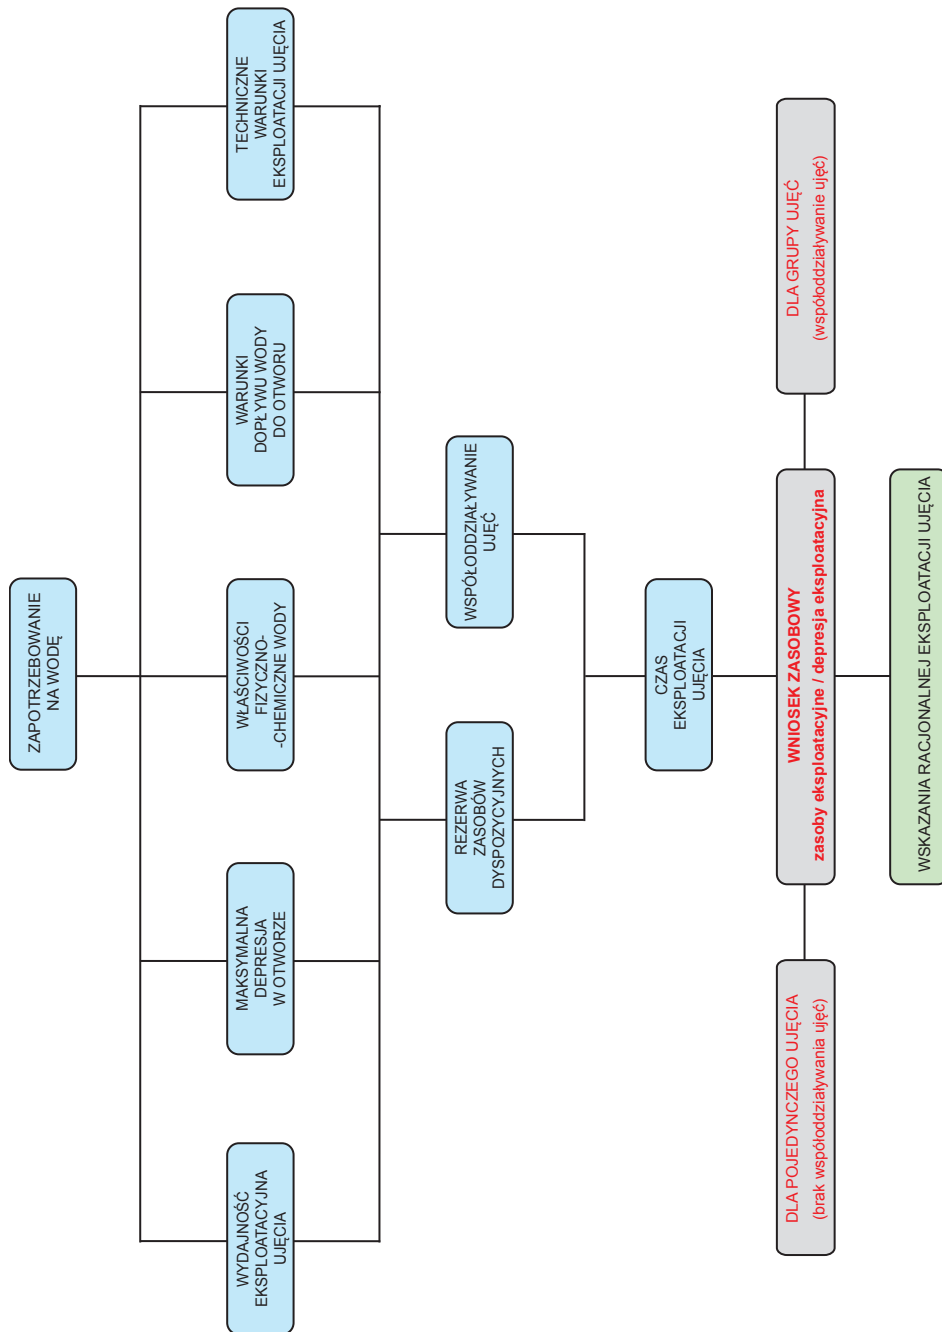 ZAPOTRZEBOWANIE
NA WODĘ
WYDAJNOŚĆ
EKSPLOATACYJNA
UJĘCIA
MAKSYMALNA
DEPRESJA
W OTWORZE
WŁAŚCIWOŚCI
FIZYCZNO-
-CHEMICZNE WODY
WARUNKI
DOPŁYWU WODY
DO OTWORU
TECHNICZNE
WARUNKI
EKSPLOATACJI UJĘCIA
REZERWA
ZASOBÓW
DYSPOZYCYJNYCH
WSPÓŁODDZIAŁYWANIE
UJĘĆ
CZAS
EKSPLOATACJI
UJĘCIA
DLA POJEDYNCZEGO UJĘCIA
(brak współoddziaływania ujęć)
WNIOSEK ZASOBOWY
zasoby eksploatacyjne / depresja eksploatacyjna
DLA GRUPY UJĘĆ
(współoddziaływanie ujęć)
WSKAZANIA RACJONALNEJ EKSPLOATACJI UJĘCIA